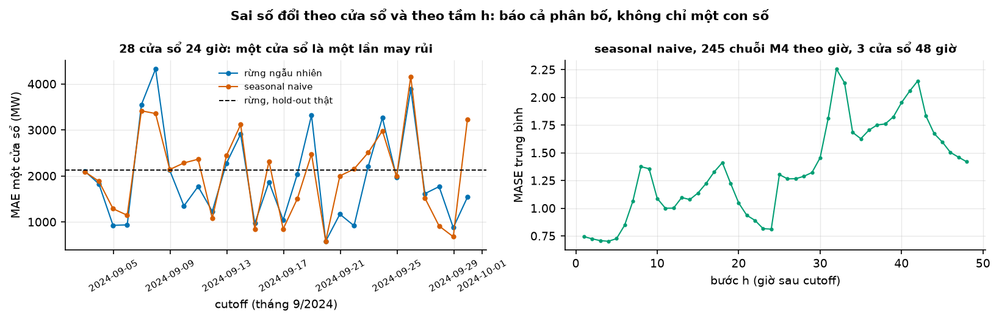 Sai số đổi theo cửa sổ và theo tầm h: báo cả phân bố, không chỉ một con số
28 cửa sổ 24 giờ: một cửa sổ là một lần may rủi
MAE một cửa sổ (MW)
4000
3000
2000
1000
rừng ngẫu nhiên
seasonal naive
rừng, hold-out thật
2024-09-05
2024-09-09
2024-09-13
2024-09-17
2024-09-21
2024-09-25
2024-09-29
2024-10-01
cutoff (tháng 9/2024)
seasonal naive, 245 chuỗi M4 theo giờ, 3 cửa sổ 48 giờ
MASE trung bình
2.25
2.00
1.75
1.50
1.25
1.00
0.75
0
10
20
30
40
50
bước h (giờ sau cutoff)